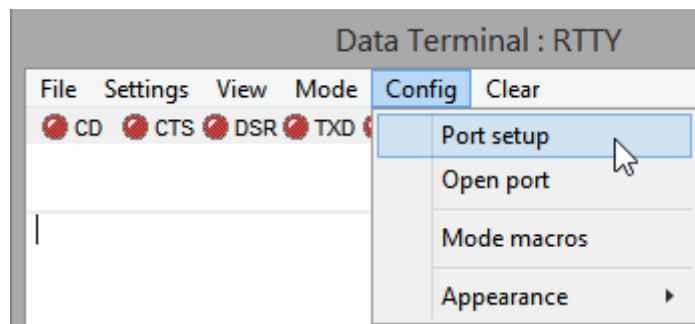 Data Terminal : RTTY
File Settings View Mode Config Clear
CD CTS DSR TXD
Port setup
Open port
Mode macros
Appearance